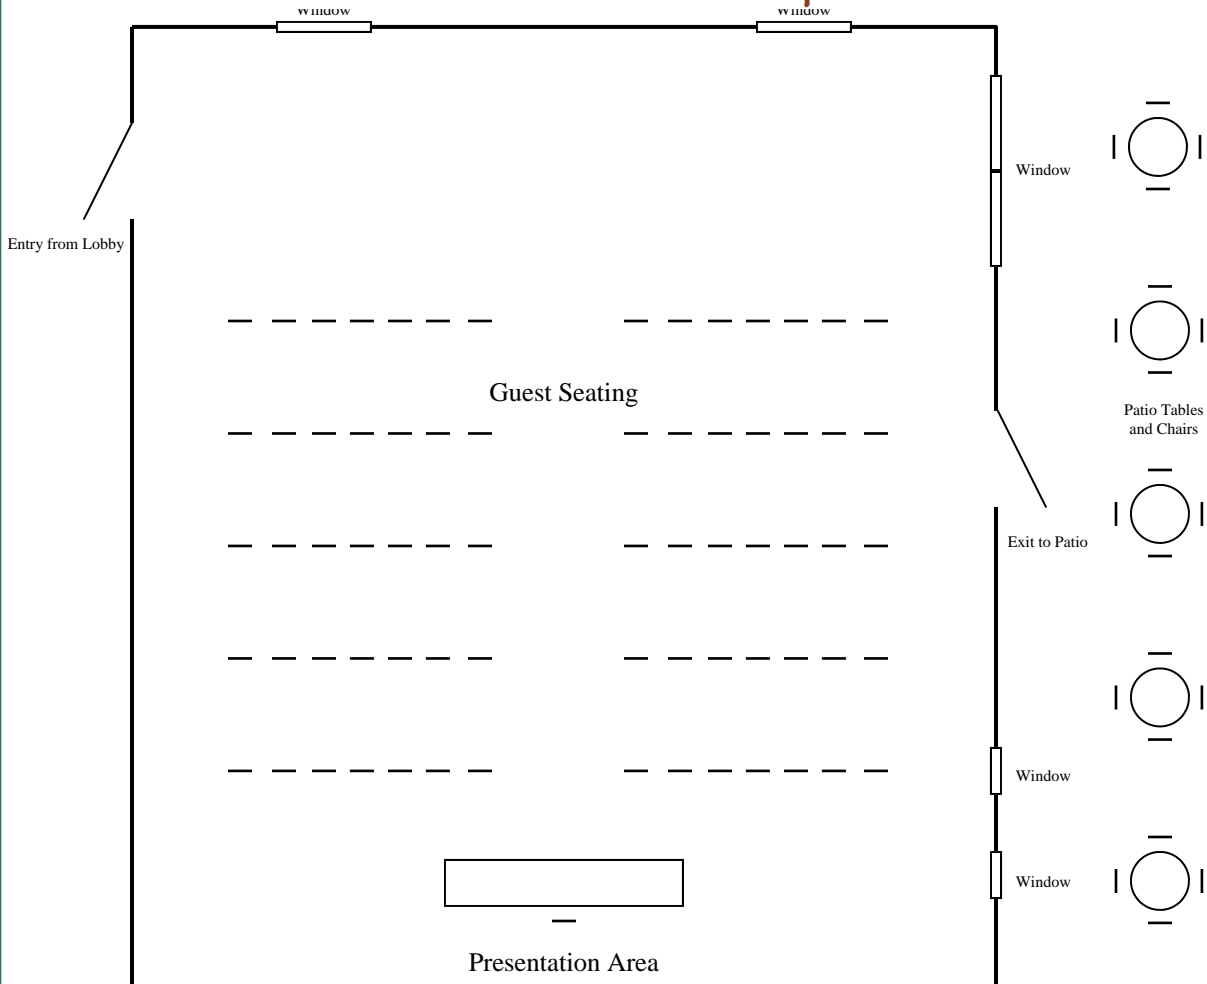 Window
Window
Window
Entry from Lobby
Guest Seating
Patio Tables
and Chairs
Exit to Patio
Window
Window
Presentation Area